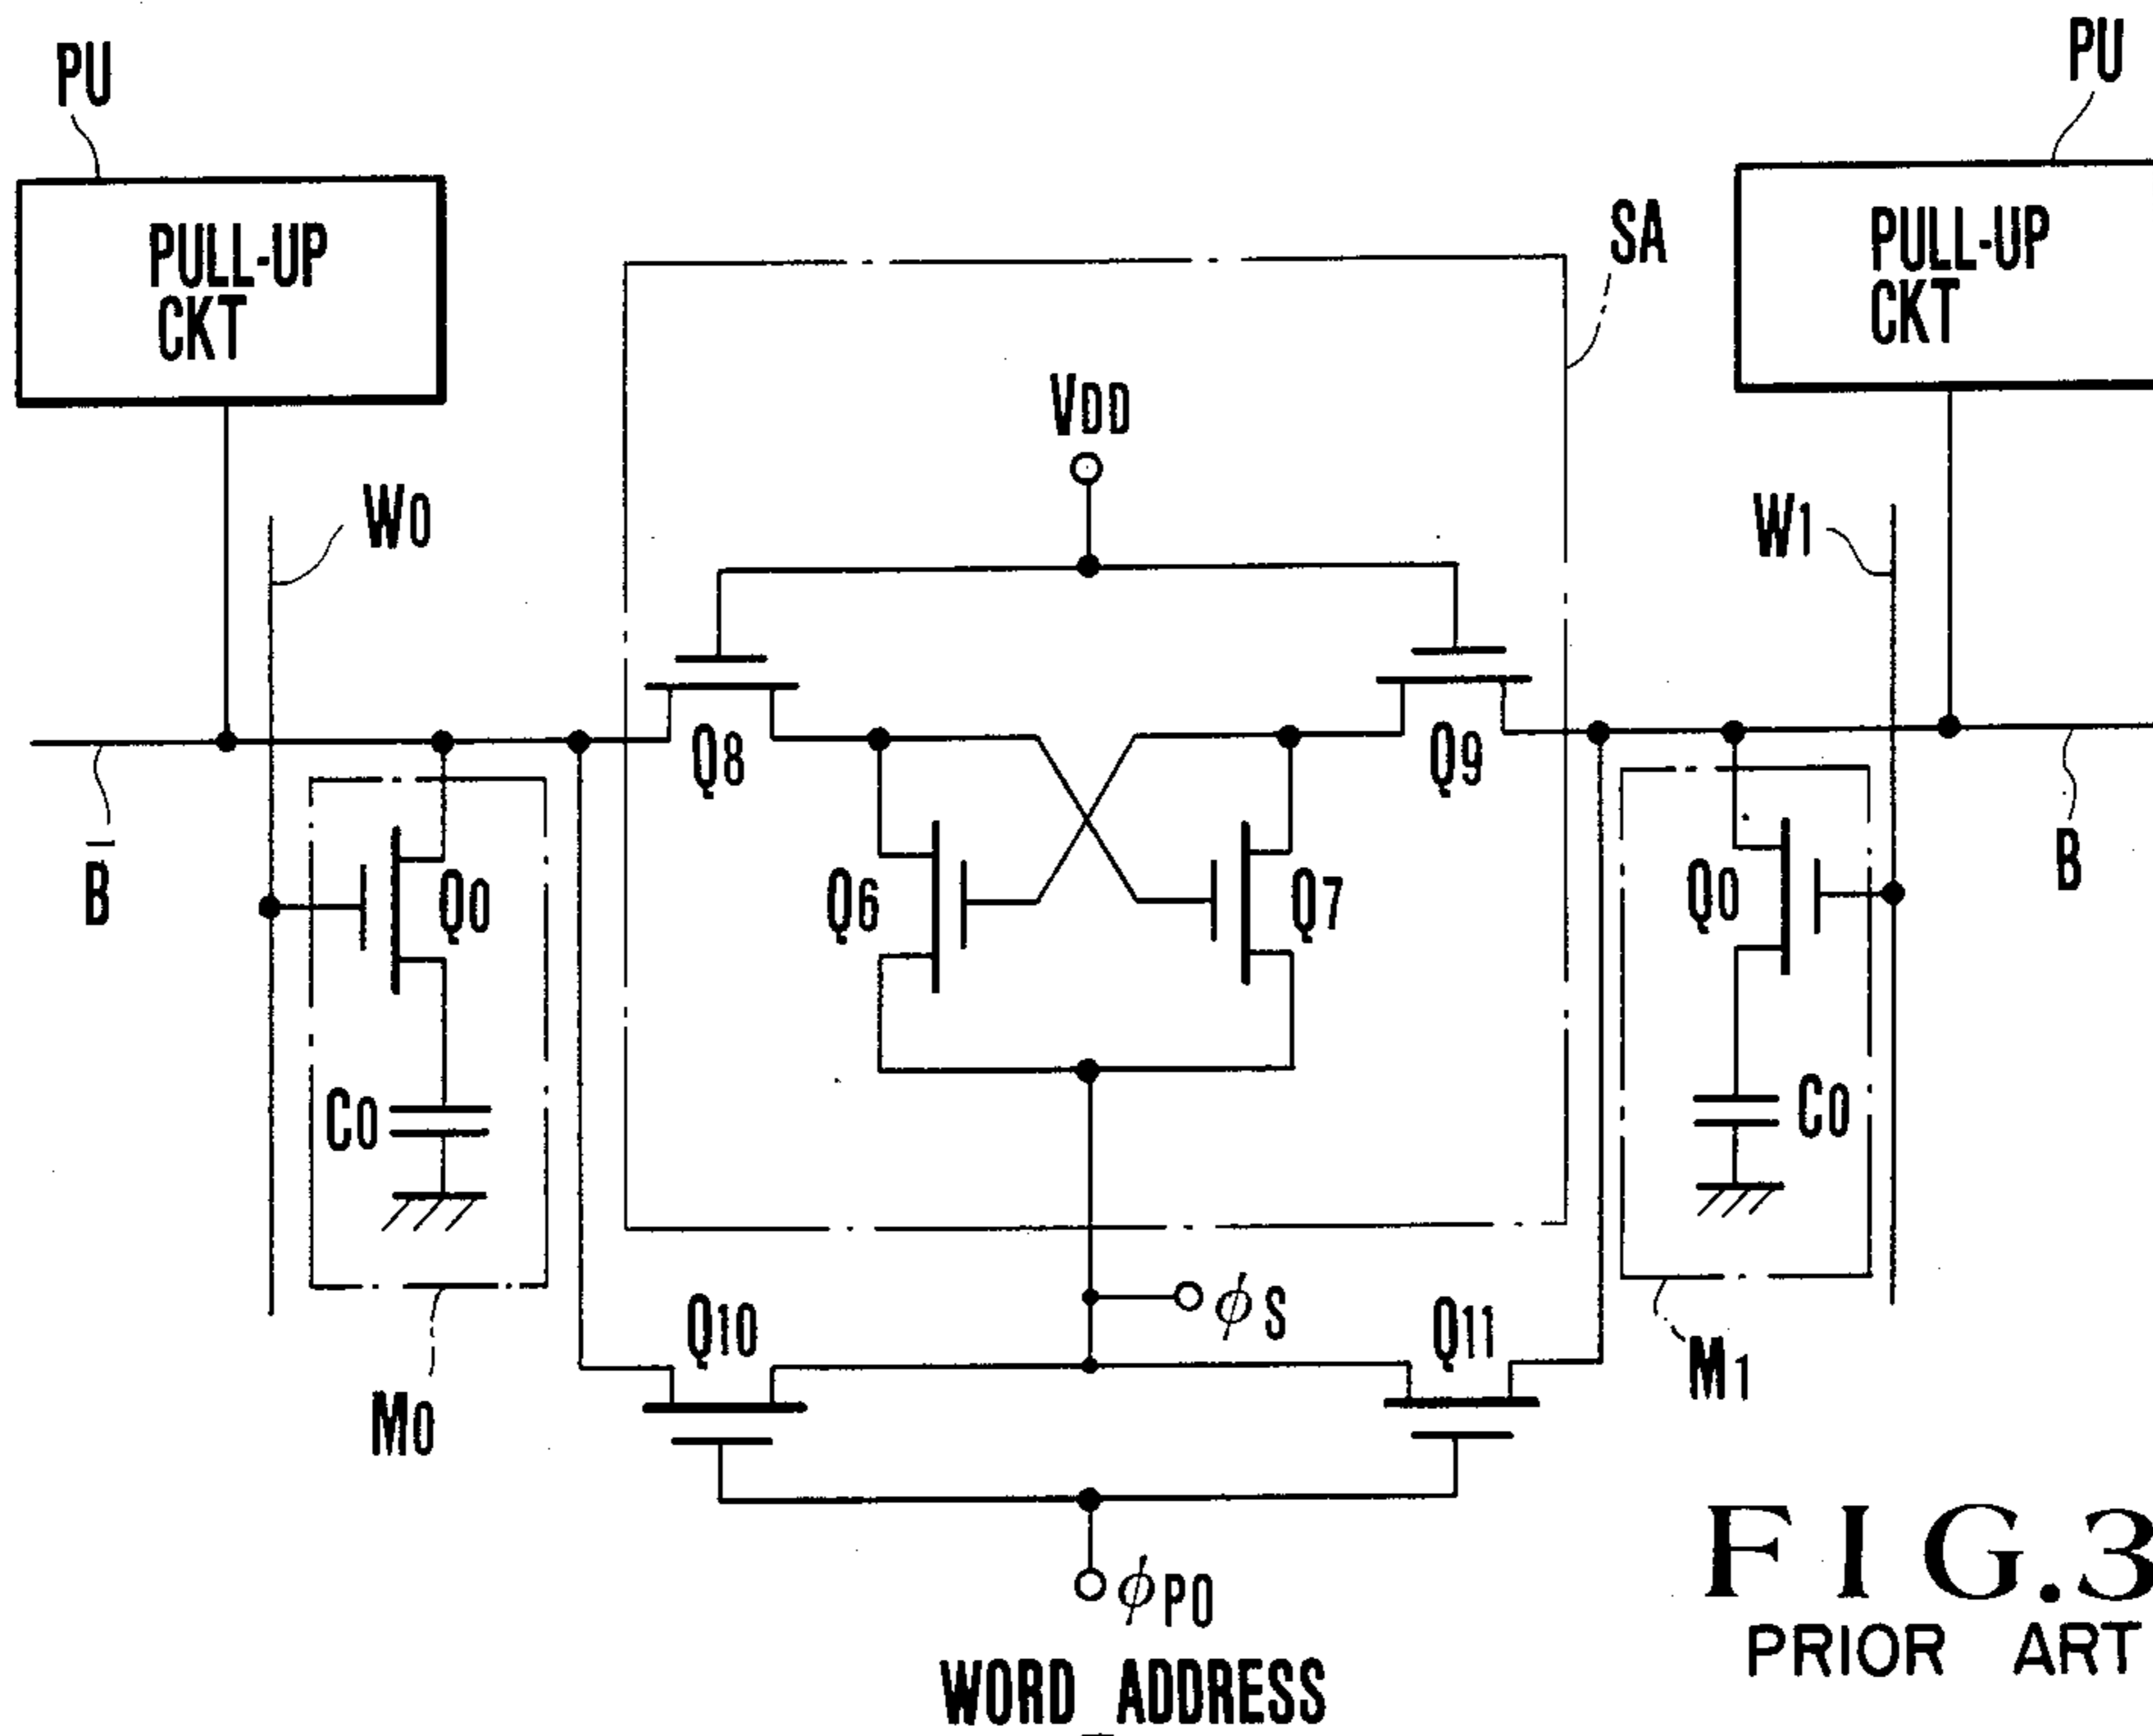 PU
PU
PULL-UP
CKT
PULL-UP
CKT
SA
VDD
W0
W1
Q8
Q9
B̅
Q0
Q6
Q7
Q0
B
C0
C0
ϕS
Q10
Q11
M0
M1
ϕP0
FIG.3
PRIOR ART
WORD ADDRESS